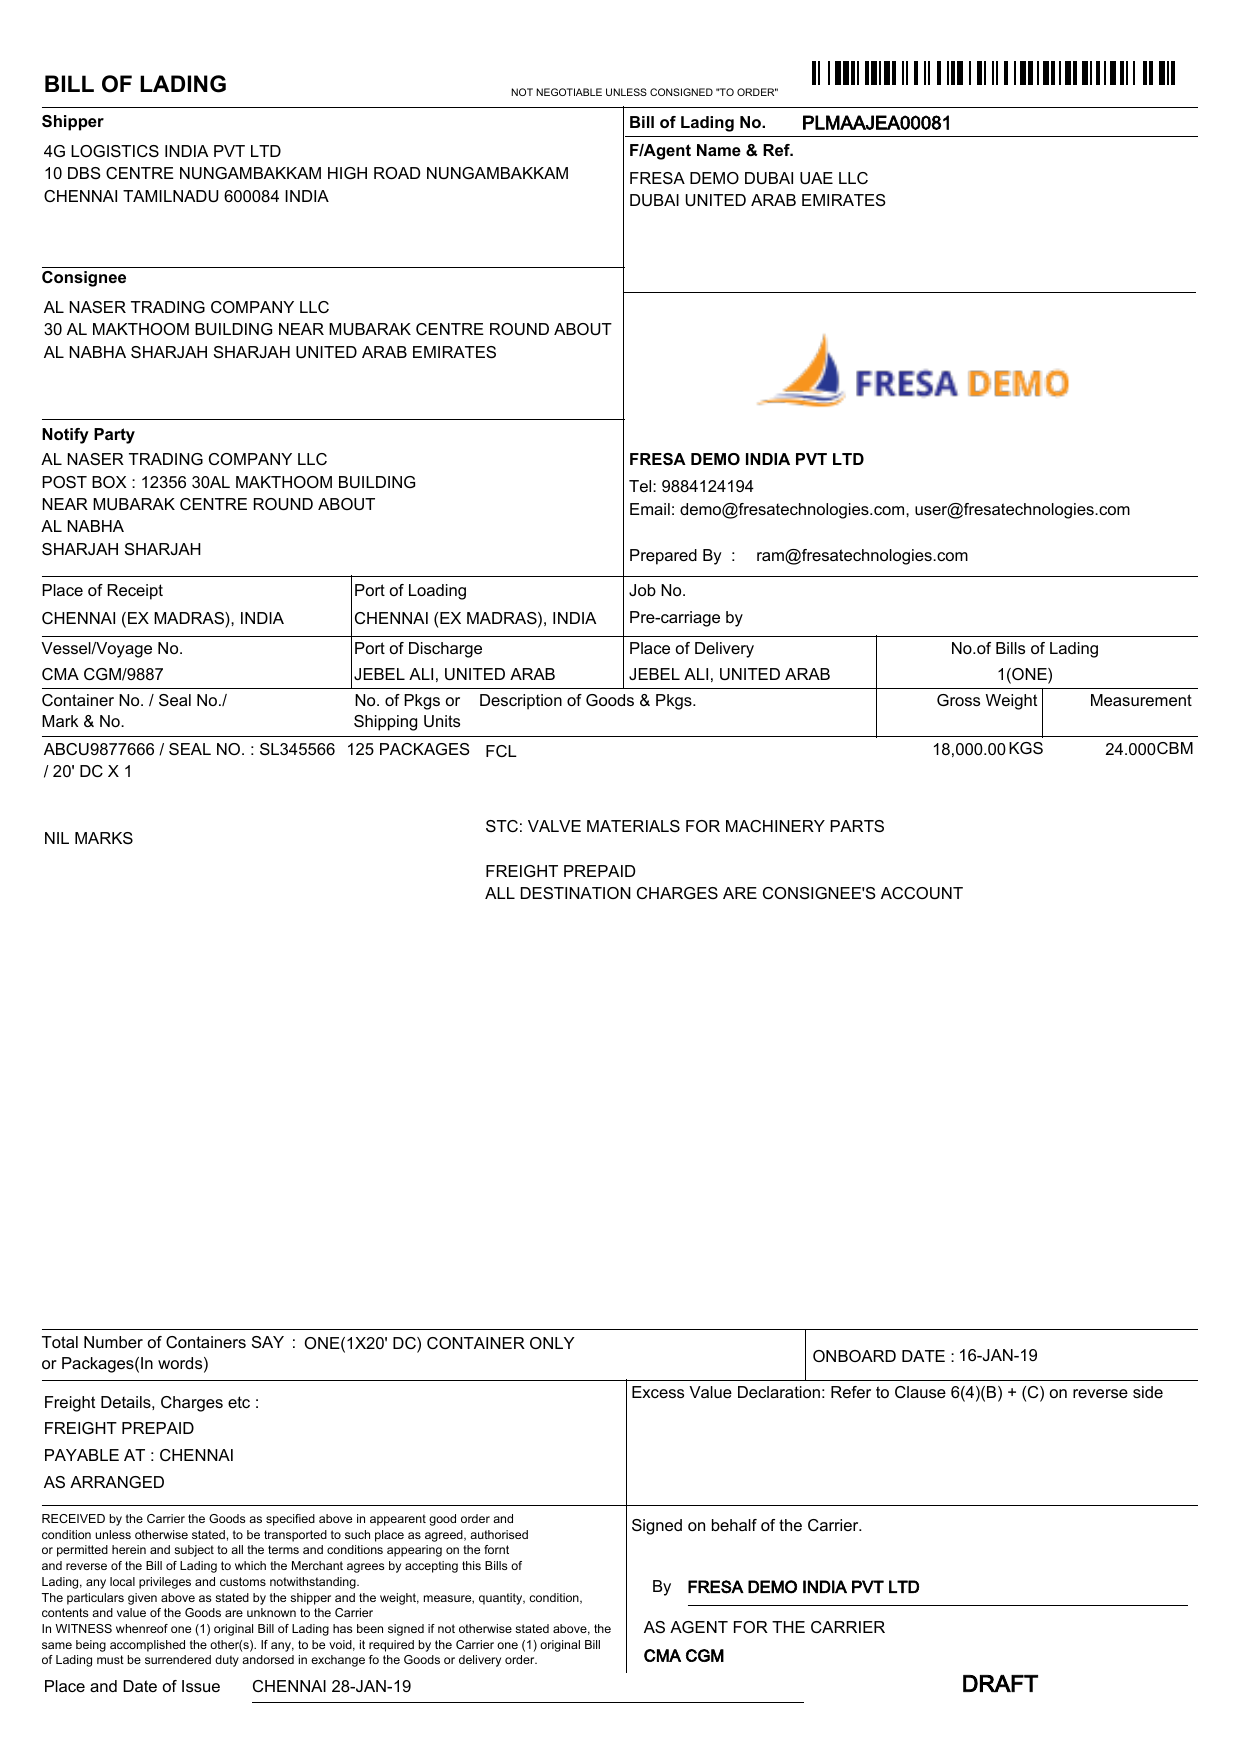 BILL OF LADING
NOT NEGOTIABLE UNLESS CONSIGNED "TO ORDER"
Shipper
4G LOGISTICS INDIA PVT LTD
10 DBS CENTRE NUNGAMBAKKAM HIGH ROAD NUNGAMBAKKAM
CHENNAI TAMILNADU 600084 INDIA
Bill of Lading No. PLMAAJEA00081
F/Agent Name & Ref.
FRESA DEMO DUBAI UAE LLC
DUBAI UNITED ARAB EMIRATES
Consignee
AL NASER TRADING COMPANY LLC
30 AL MAKTHOOM BUILDING NEAR MUBARAK CENTRE ROUND ABOUT
AL NABHA SHARJAH SHARJAH UNITED ARAB EMIRATES
FRESA DEMO
Notify Party
AL NASER TRADING COMPANY LLC
POST BOX : 12356 30AL MAKTHOOM BUILDING
NEAR MUBARAK CENTRE ROUND ABOUT
AL NABHA
SHARJAH SHARJAH
FRESA DEMO INDIA PVT LTD
Tel: 9884124194
Email: demo@fresatechnologies.com, user@fresatechnologies.com
Prepared By : ram@fresatechnologies.com
Place of Receipt
CHENNAI (EX MADRAS), INDIA
Port of Loading
CHENNAI (EX MADRAS), INDIA
Job No.
Pre-carriage by
Vessel/Voyage No.
CMA CGM/9887
Port of Discharge
JEBEL ALI, UNITED ARAB
Place of Delivery
JEBEL ALI, UNITED ARAB
No.of Bills of Lading
1(ONE)
Container No. / Seal No./
Mark & No.
No. of Pkgs or
Shipping Units
Description of Goods & Pkgs.
Gross Weight
Measurement
ABCU9877666 / SEAL NO. : SL345566
/ 20' DC X 1
125 PACKAGES
FCL
18,000.00 KGS
24.000CBM
NIL MARKS
STC: VALVE MATERIALS FOR MACHINERY PARTS
FREIGHT PREPAID
ALL DESTINATION CHARGES ARE CONSIGNEE'S ACCOUNT
Total Number of Containers SAY : ONE(1X20' DC) CONTAINER ONLY
or Packages(In words)
ONBOARD DATE : 16-JAN-19
Freight Details, Charges etc :
FREIGHT PREPAID
PAYABLE AT : CHENNAI
AS ARRANGED
Excess Value Declaration: Refer to Clause 6(4)(B) + (C) on reverse side
RECEIVED by the Carrier the Goods as specified above in appearent good order and
condition unless otherwise stated, to be transported to such place as agreed, authorised
or permitted herein and subject to all the terms and conditions appearing on the fornt
and reverse of the Bill of Lading to which the Merchant agrees by accepting this Bills of
Lading, any local privileges and customs notwithstanding.
The particulars given above as stated by the shipper and the weight, measure, quantity, condition,
contents and value of the Goods are unknown to the Carrier
In WITNESS whenreof one (1) original Bill of Lading has been signed if not otherwise stated above, the
same being accomplished the other(s). If any, to be void, it required by the Carrier one (1) original Bill
of Lading must be surrendered duty andorsed in exchange fo the Goods or delivery order.
Signed on behalf of the Carrier.
By FRESA DEMO INDIA PVT LTD
AS AGENT FOR THE CARRIER
CMA CGM
Place and Date of Issue CHENNAI 28-JAN-19
DRAFT